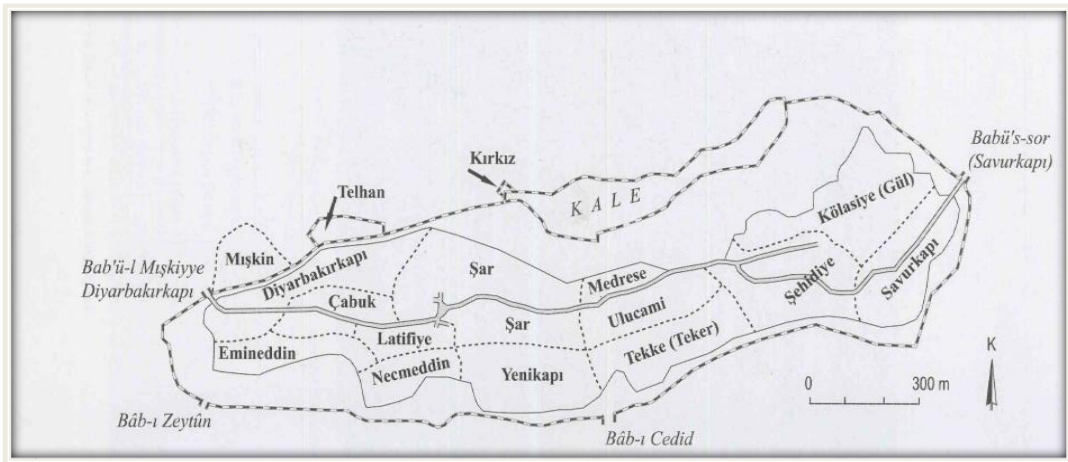 Babü's-sor
(Savurkapı)
Kırkız
KALE
Telhan
Kölasiye (Gül)
Mışkin
Bab'ü-l Mışkiyye
Diyarbakırkapı
Diyarbakırkapı
Şar
Medrese
Şehidiye
Savurkapı
Çabuk
Ulucami
Şar
Latifiye
Tekke (Teker)
Emineddin
Necmeddin
Yenikapı
K
0 300 m
Bâb-ı Zeytûn
Bâb-ı Cedid